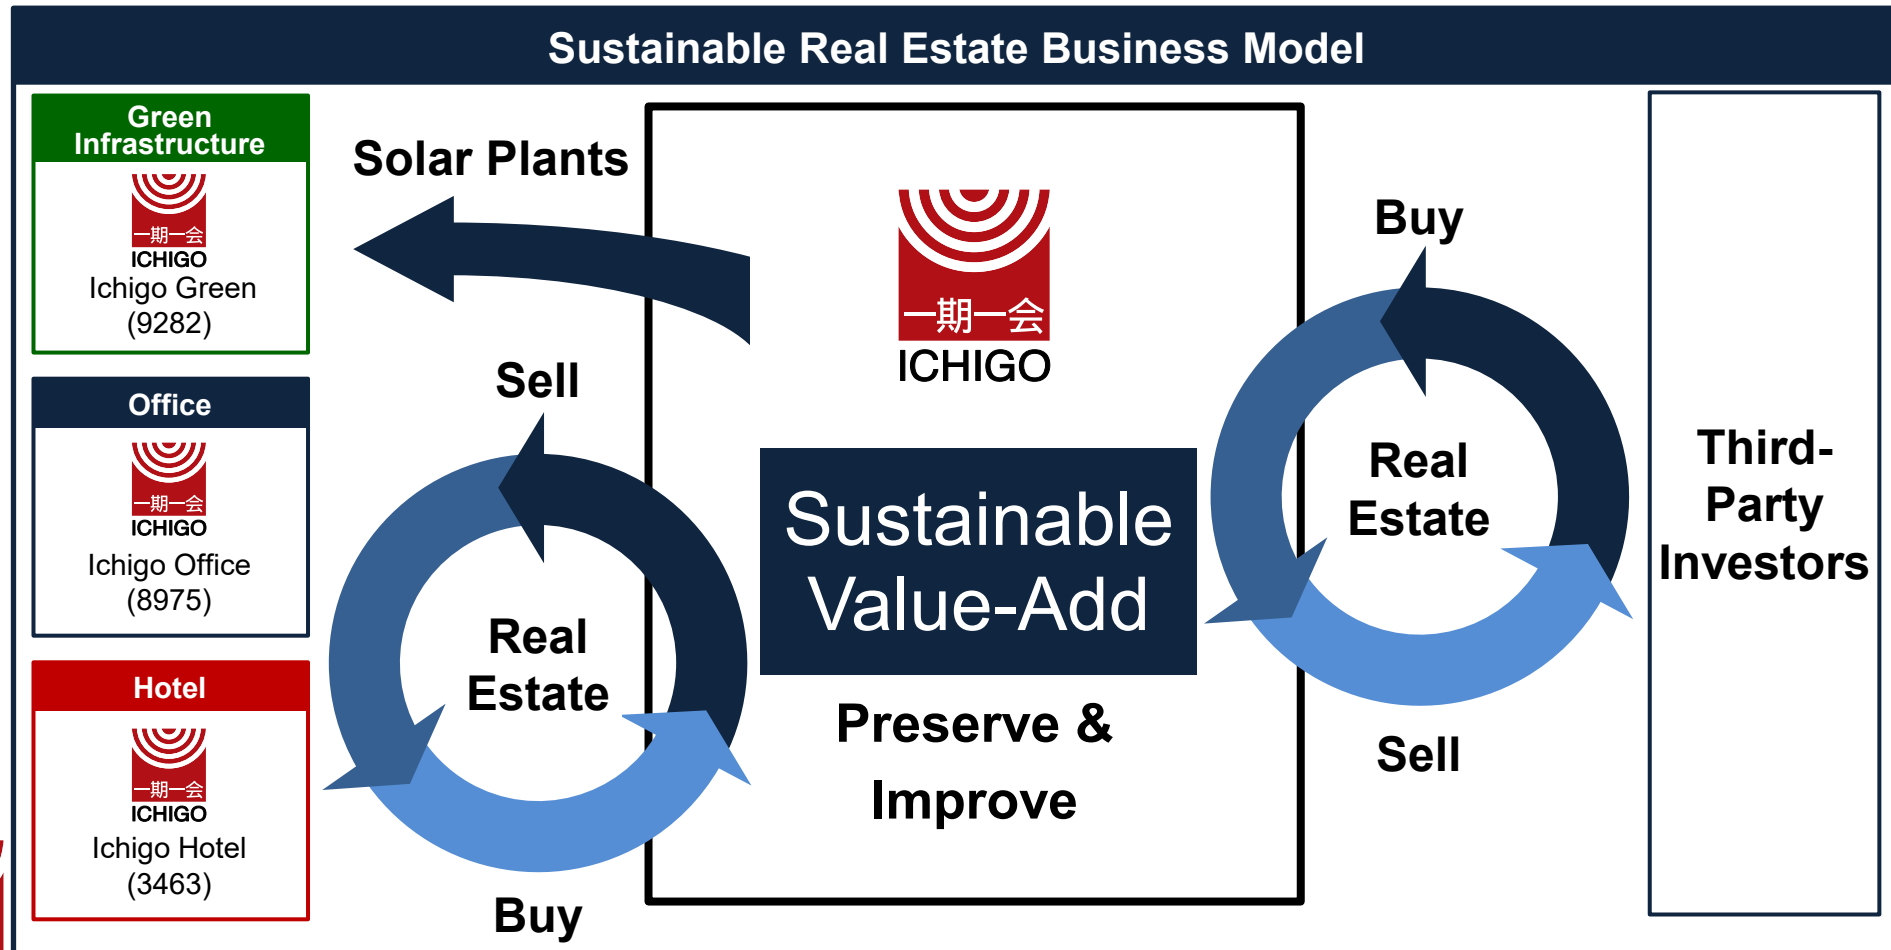 Sustainable Real Estate Business Model
Green
Infrastructure
一期一会
ICHIGO
Ichigo Green
(9282)
Office
一期一会
ICHIGO
Ichigo Office
(8975)
Hotel
一期一会
ICHIGO
Ichigo Hotel
(3463)
Solar Plants
Sell
Real
Estate
Buy
一期一会
ICHIGO
Sustainable
Value-Add
Preserve &
Improve
Buy
Real
Estate
Sell
Third-
Party
Investors